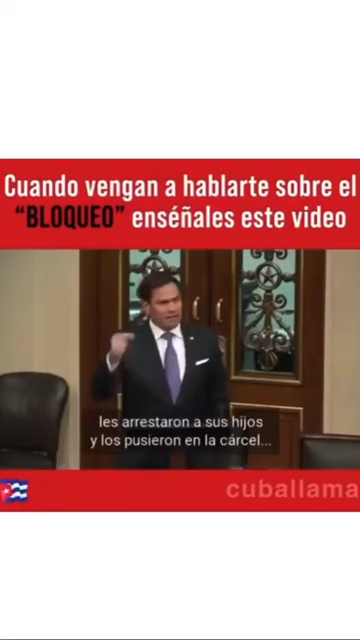 Cuando vengan a hablarte sobre el
"BLOQUEO" enséñales este video
les arrestaron a sus hijos
y los pusieron en la cárcel...
cuballama